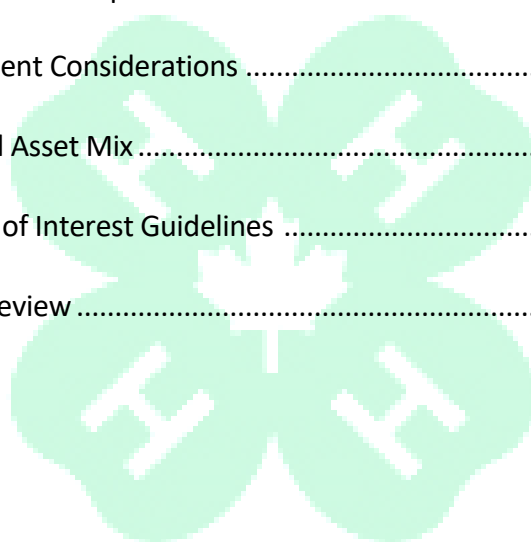 ent Considerations ....................................
Asset Mix ....................................................
of Interest Guidelines ...............................
eview ..............................................................
H H
H H